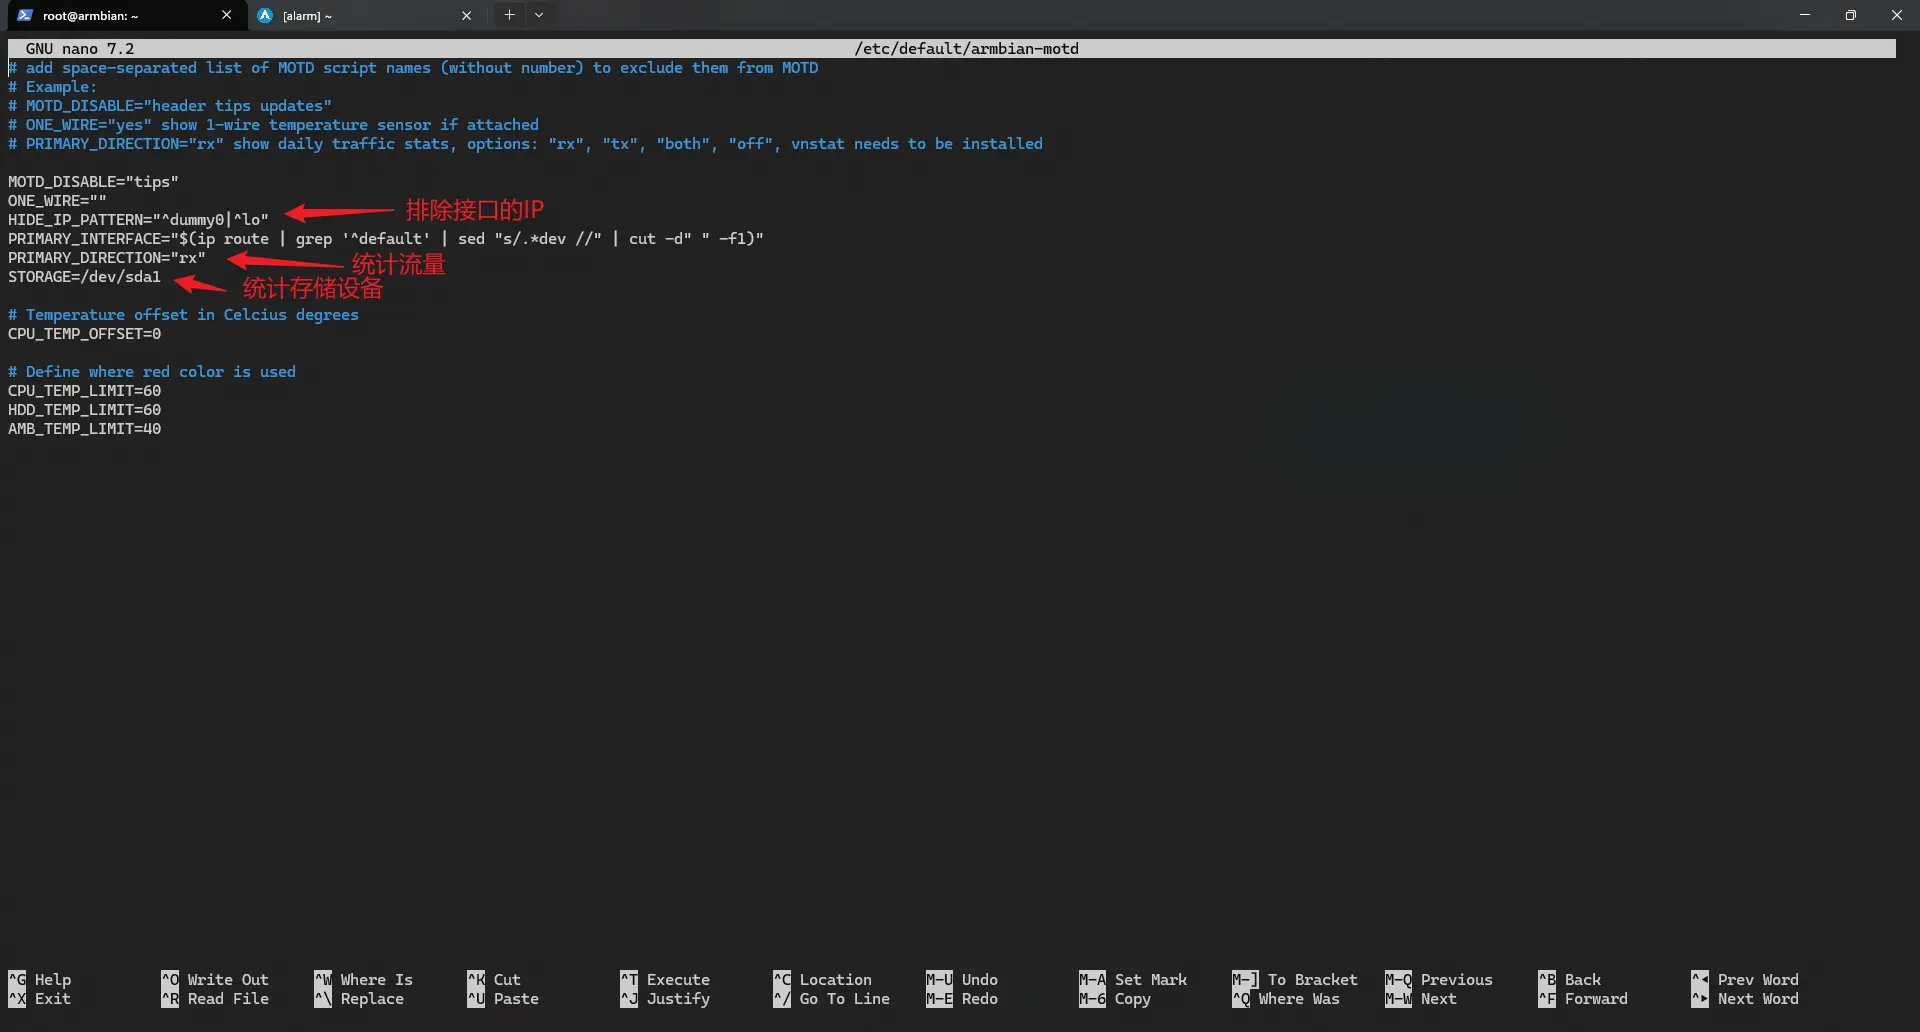 root@armbian: ~
[alarm] ~
GNU nano 7.2 /etc/default/armbian-motd
# add space-separated list of MOTD script names (without number) to exclude them from MOTD
# Example:
# MOTD_DISABLE="header tips updates"
# ONE_WIRE="yes" show 1-wire temperature sensor if attached
# PRIMARY_DIRECTION="rx" show daily traffic stats, options: "rx", "tx", "both", "off", vnstat needs to be installed
MOTD_DISABLE="tips"
ONE_WIRE=""
HIDE_IP_PATTERN="^dummy0|^lo" 排除接口的IP
PRIMARY_INTERFACE="$(ip route | grep '^default' | sed "s/.*dev //" | cut -d" " -f1)"
PRIMARY_DIRECTION="rx" 统计流量
STORAGE=/dev/sda1 统计存储设备
# Temperature offset in Celcius degrees
CPU_TEMP_OFFSET=0
# Define where red color is used
CPU_TEMP_LIMIT=60
HDD_TEMP_LIMIT=60
AMB_TEMP_LIMIT=40
^G Help ^O Write Out ^W Where Is ^K Cut ^T Execute ^C Location M-U Undo M-A Set Mark M-] To Bracket M-Q Previous ^B Back ^◂ Prev Word
^X Exit ^R Read File ^\ Replace ^U Paste ^J Justify ^/ Go To Line M-E Redo M-6 Copy ^Q Where Was M-W Next ^F Forward ^▸ Next Word